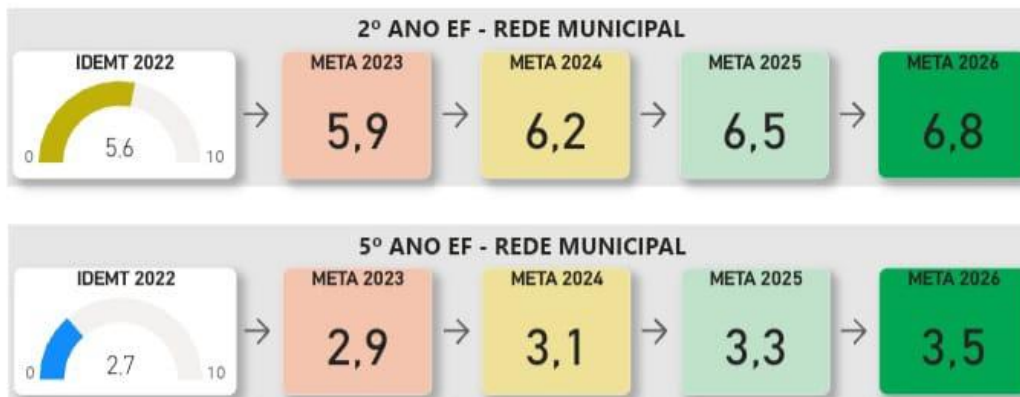 2º ANO EF - REDE MUNICIPAL
IDEMT 2022
META 2023
META 2024
META 2025
META 2026
5,6
0
10
5,9
6,2
6,5
6,8
5º ANO EF - REDE MUNICIPAL
IDEMT 2022
META 2023
META 2024
META 2025
META 2026
2,7
0
10
2,9
3,1
3,3
3,5